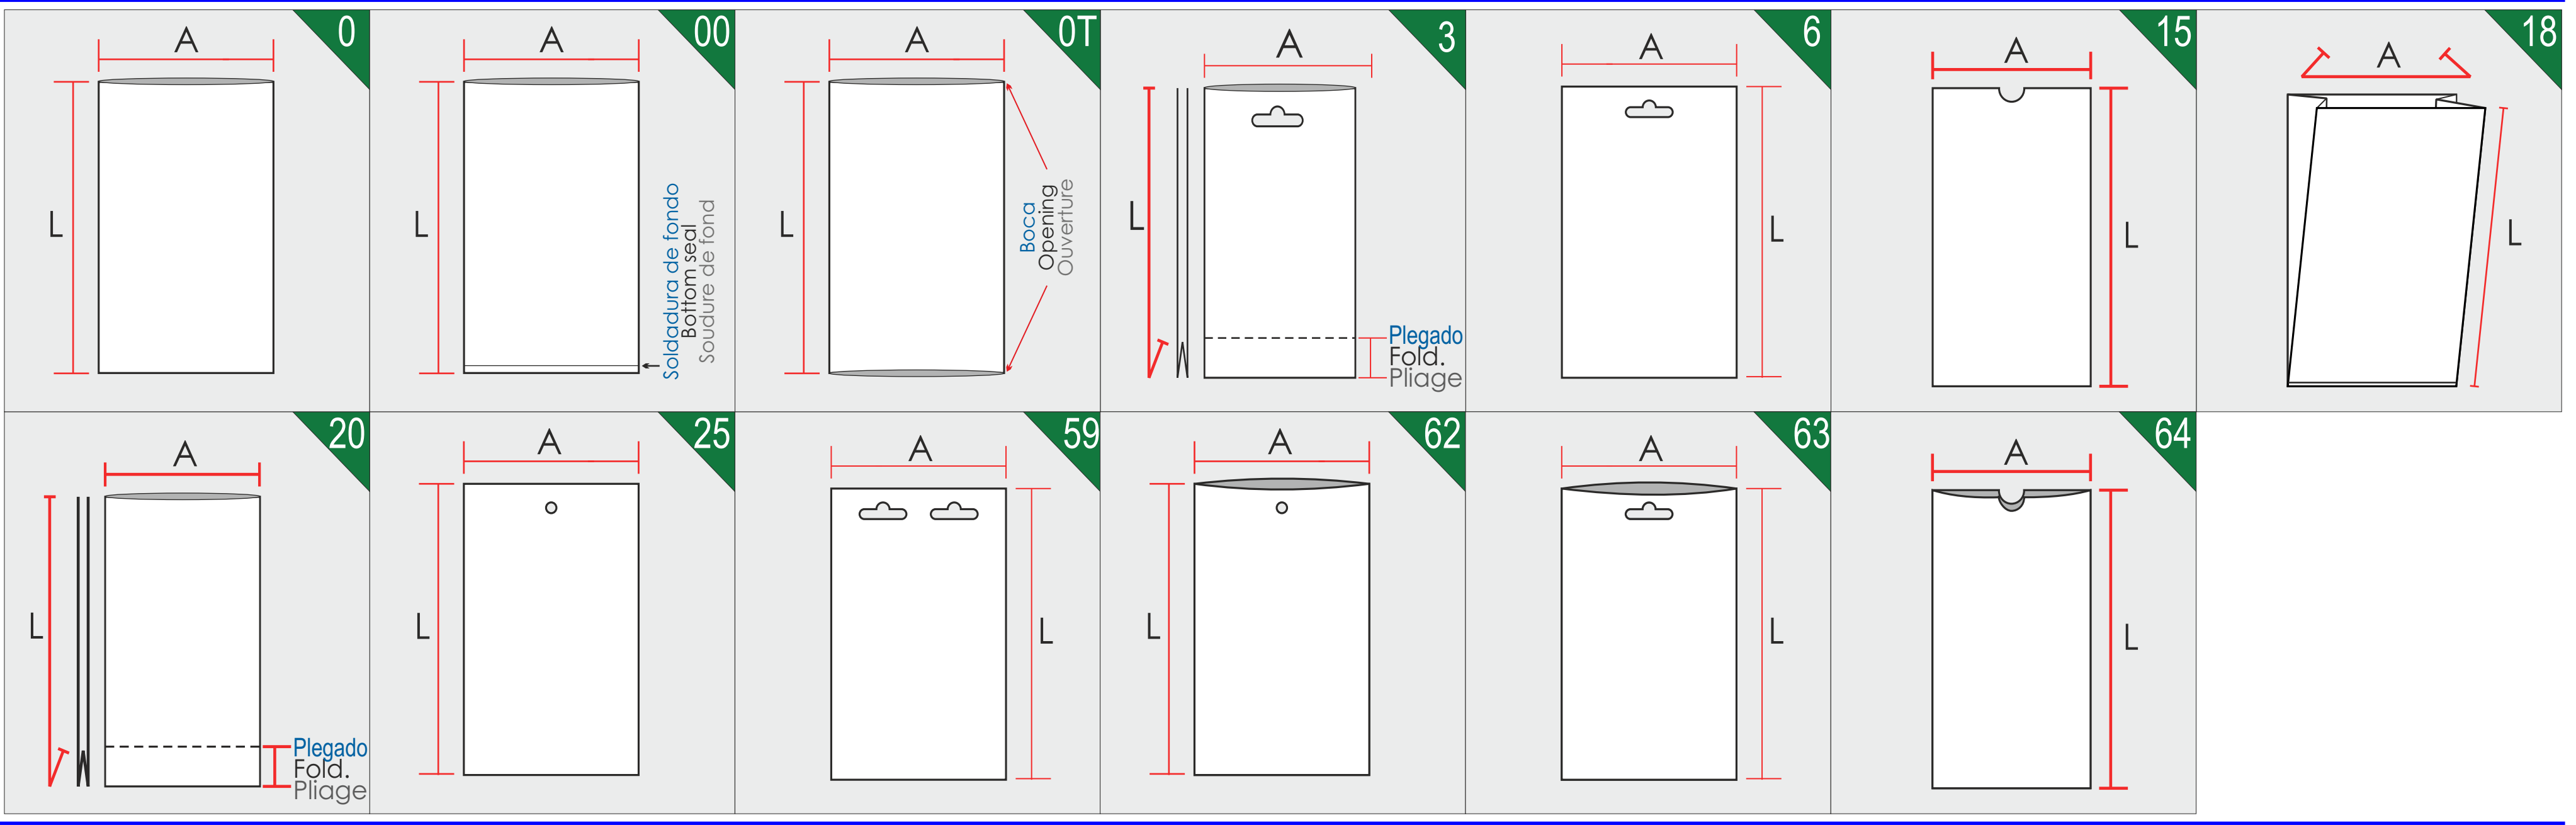 0
A
L
00
A
L
Soldadura de fondo
Bottom seal
Soudure de fond
0T
A
L
Boca
Opening
Ouverture
3
A
L
Plegado
Fold.
Pliage
6
A
L
15
A
L
18
A
L
20
A
L
Plegado
Fold.
Pliage
25
A
L
59
A
L
62
A
L
63
A
L
64
A
L